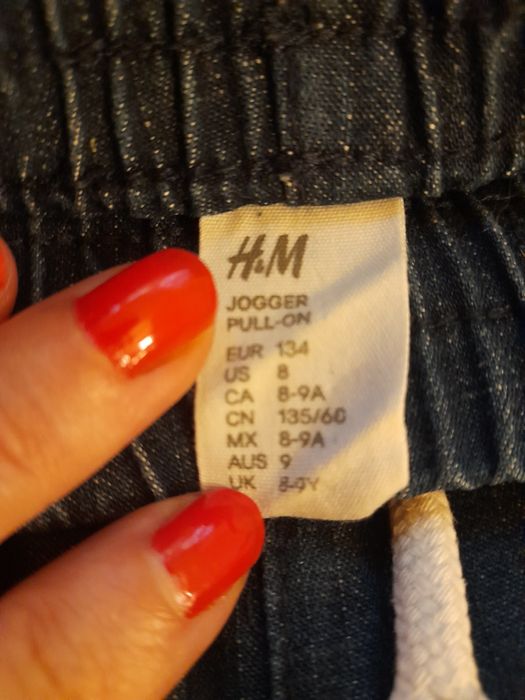 H&M
JOGGER
PULL-ON
EUR 134
US 8
CA 8-9A
CN 135/60
MX 8-9A
AUS 9
UK 8-9Y